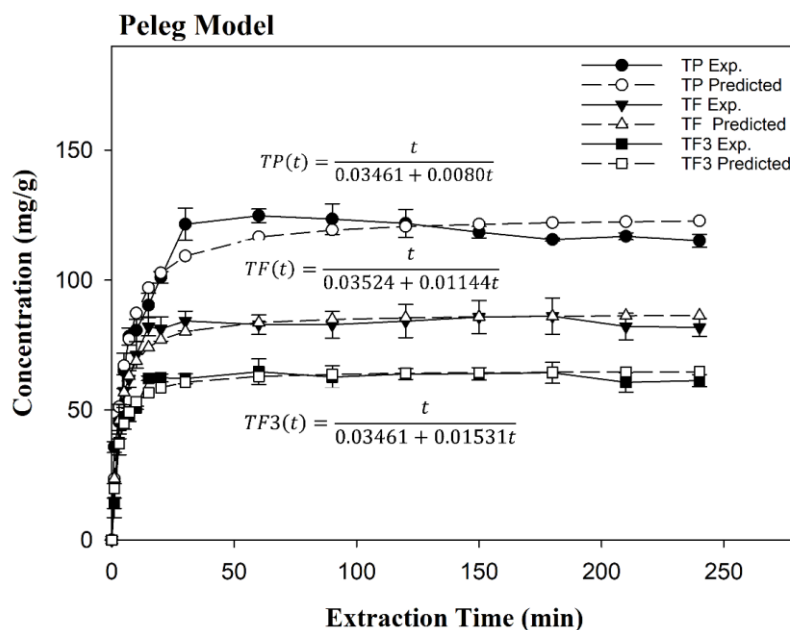 Peleg Model
TP Exp.
TP Predicted
TF Exp.
TF Predicted
TF3 Exp.
TF3 Predicted
150
100
50
0
Concentration (mg/g)
TP(t) = t / 0.03461 + 0.0080t
TF(t) = t / 0.03524 + 0.01144t
TF3(t) = t / 0.03461 + 0.01531t
0 50 100 150 200 250
Extraction Time (min)